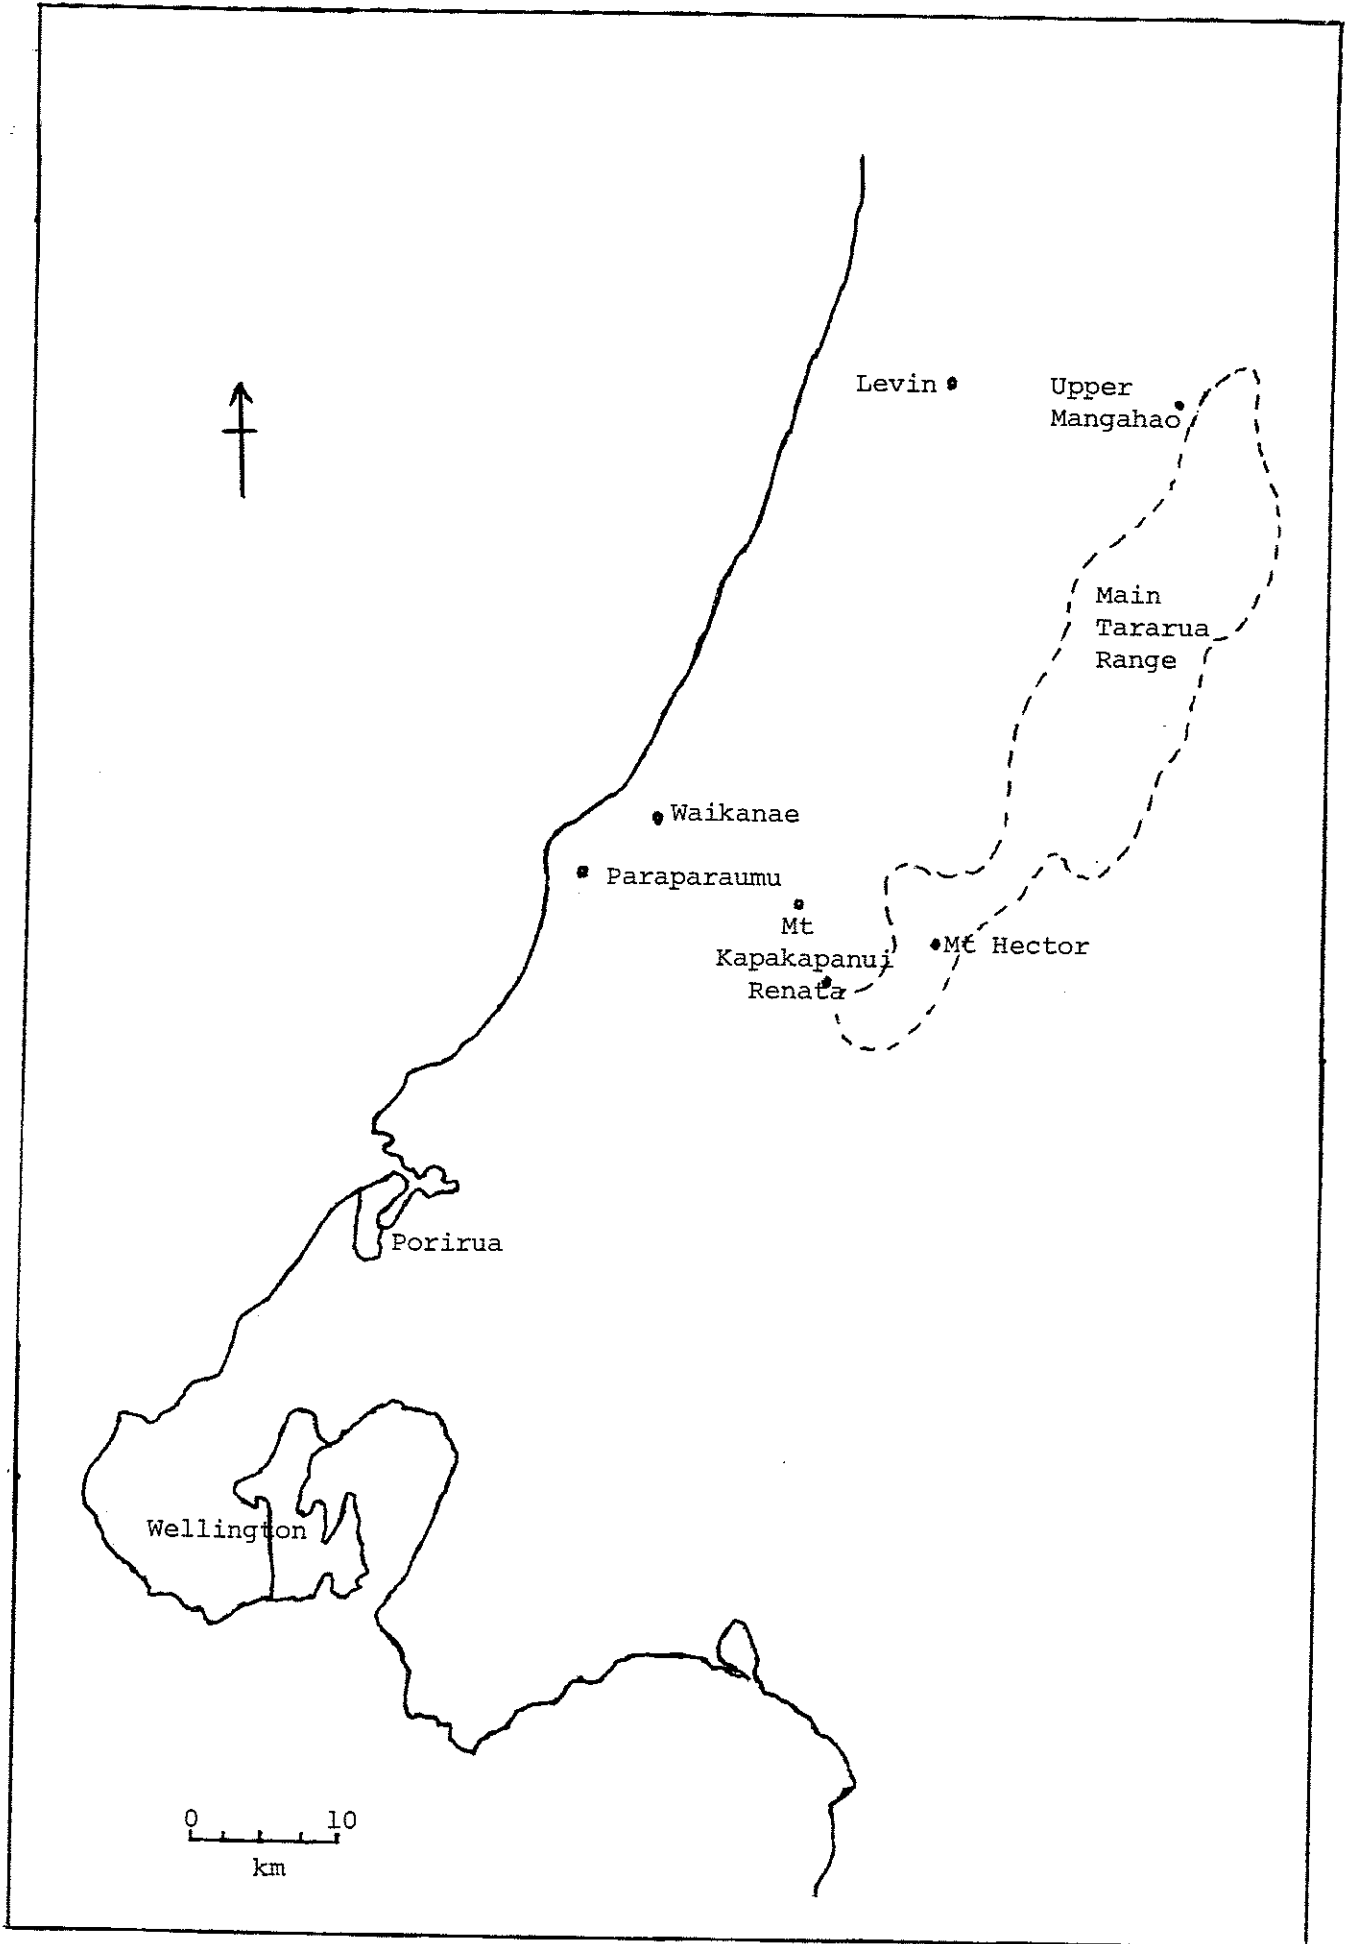 Levin
Upper
Mangahao
Main
Tararua
Range
Waikanae
Paraparaumu
Mt
Kapakapanui
Mt Hector
Renata
Porirua
Wellington
0 10
km